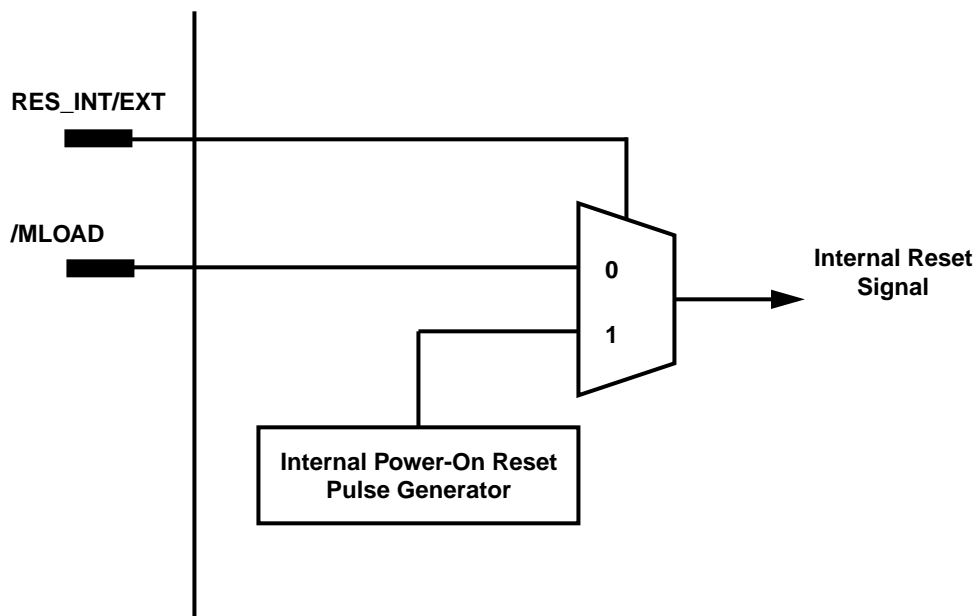 RES_INT/EXT
/MLOAD
0
1
Internal Reset
Signal
Internal Power-On Reset
Pulse Generator